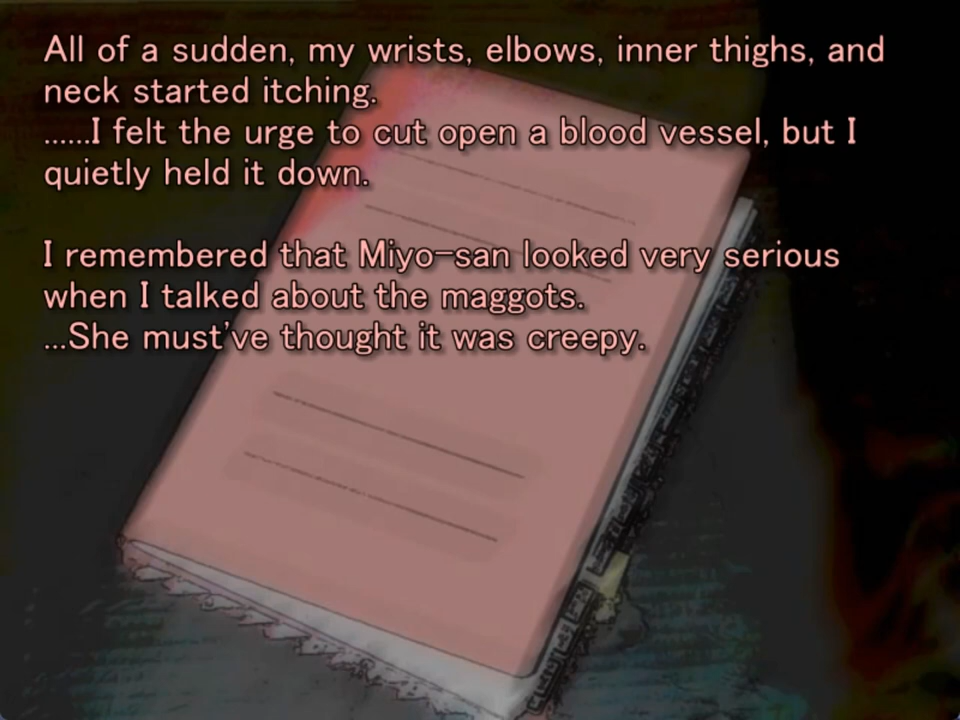 All of a sudden, my wrists, elbows, inner thighs, and
neck started itching.
......I felt the urge to cut open a blood vessel, but I
quietly held it down.
I remembered that Miyo-san looked very serious
when I talked about the maggots.
...She must've thought it was creepy.